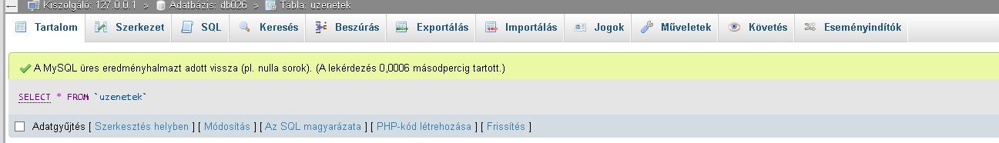 Kiszolgáló: 127.0.0.1 » Adatbázis: db026 » Tábla: uzenetek
Tartalom Szerkezet SQL Keresés Beszúrás Exportálás Importálás Jogok Műveletek Követés Eseményindítók
A MySQL üres eredményhalmazt adott vissza (pl. nulla sorok). (A lekérdezés 0,0006 másodpercig tartott.)
SELECT * FROM `uzenetek`
Adatgyűjtés [ Szerkesztés helyben ] [ Módosítás ] [ Az SQL magyarázata ] [ PHP-kód létrehozása ] [ Frissítés ]